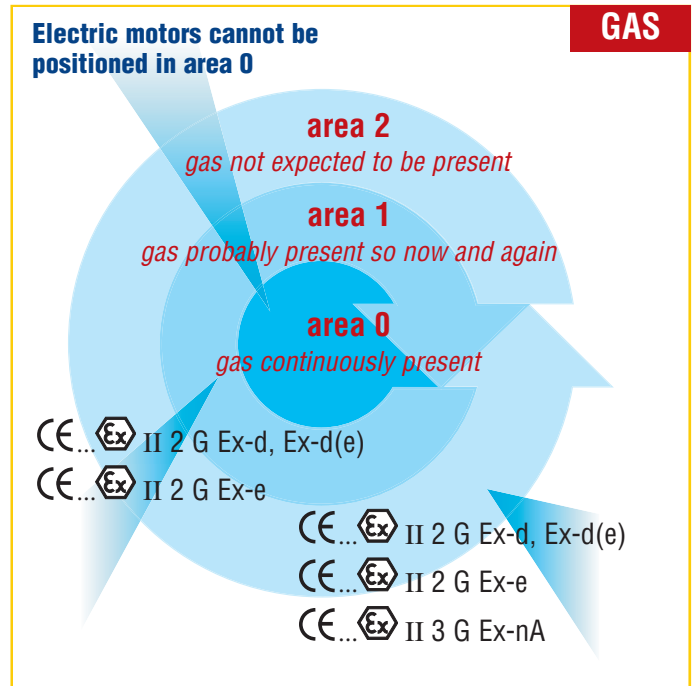 Electric motors cannot be
positioned in area 0
GAS
area 2
gas not expected to be present
area 1
gas probably present so now and again
area 0
gas continuously present
CE...Ex II 2 G Ex-d, Ex-d(e)
CE...Ex II 2 G Ex-e
CE...Ex II 2 G Ex-d, Ex-d(e)
CE...Ex II 2 G Ex-e
CE...Ex II 3 G Ex-nA